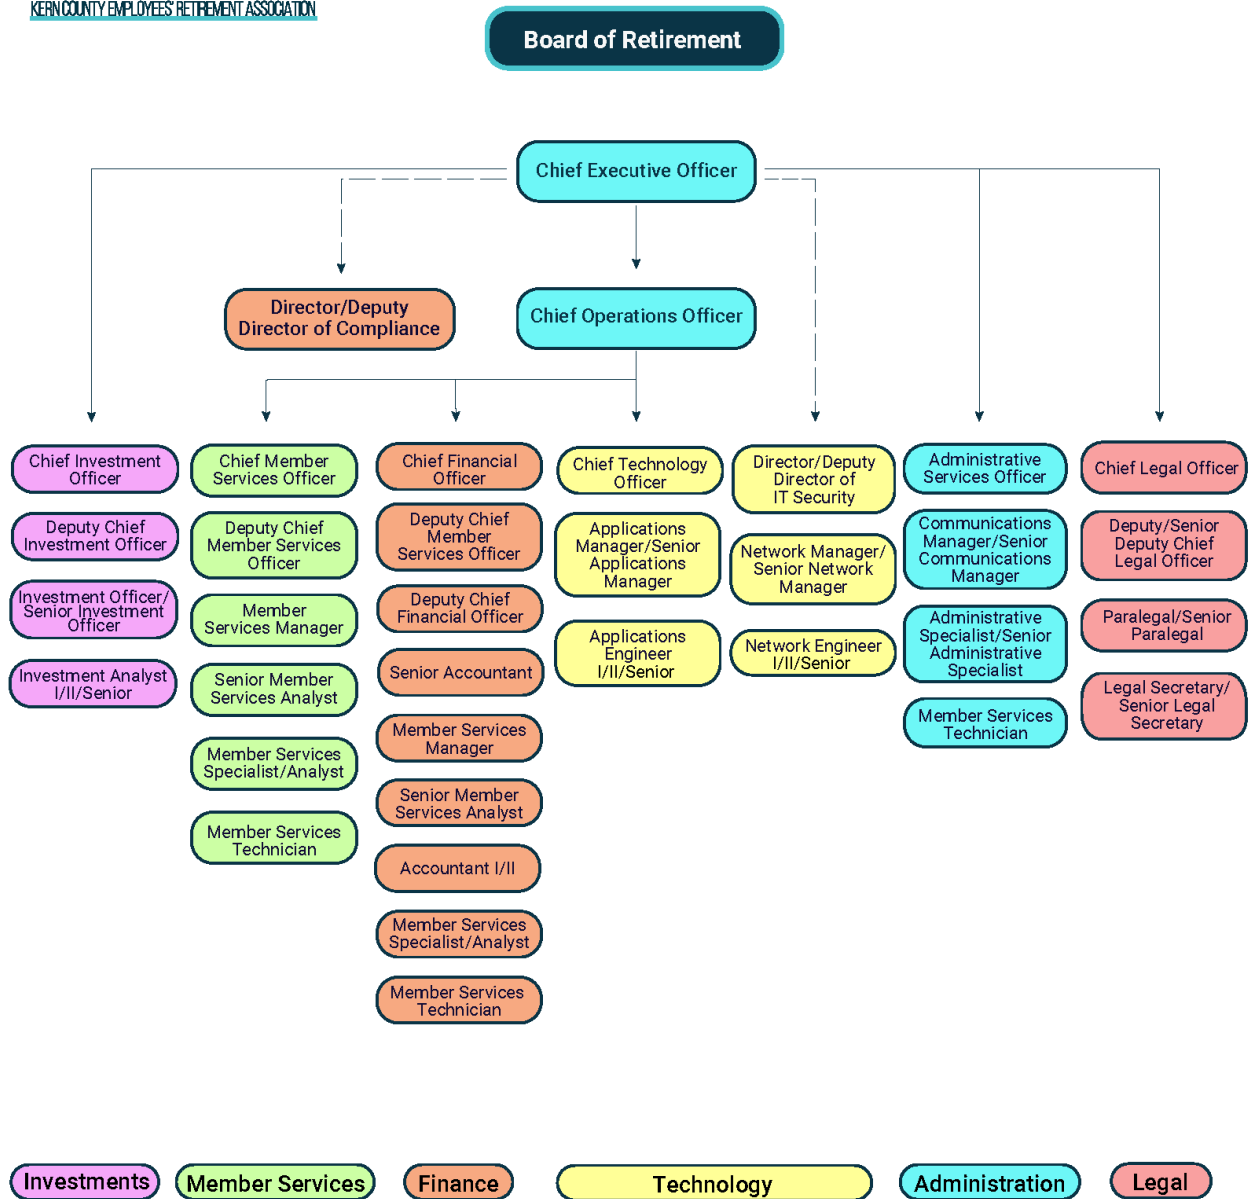 KERN COUNTY EMPLOYEES' RETIREMENT ASSOCIATION
Board of Retirement
Chief Executive Officer
Director/Deputy
Director of Compliance
Chief Operations Officer
Chief Investment
Officer
Deputy Chief
Investment Officer
Investment Officer/
Senior Investment
Officer
Investment Analyst
I/II/Senior
Chief Member
Services Officer
Deputy Chief
Member Services
Officer
Member
Services Manager
Senior Member
Services Analyst
Member Services
Specialist/Analyst
Member Services
Technician
Chief Financial
Officer
Deputy Chief
Member
Services Officer
Deputy Chief
Financial Officer
Senior Accountant
Member Services
Manager
Senior Member
Services Analyst
Accountant I/II
Member Services
Specialist/Analyst
Member Services
Technician
Chief Technology
Officer
Applications
Manager/Senior
Applications
Manager
Applications
Engineer
I/II/Senior
Director/Deputy
Director of
IT Security
Network Manager/
Senior Network
Manager
Network Engineer
I/II/Senior
Administrative
Services Officer
Communications
Manager/Senior
Communications
Manager
Administrative
Specialist/Senior
Administrative
Specialist
Member Services
Technician
Chief Legal Officer
Deputy/Senior
Deputy Chief
Legal Officer
Paralegal/Senior
Paralegal
Legal Secretary/
Senior Legal
Secretary
Investments
Member Services
Finance
Technology
Administration
Legal